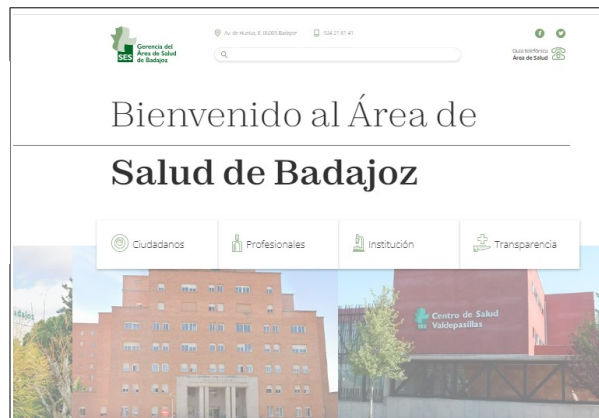 SES
Gerencia del
Área de Salud
de Badajoz
Av. de Huelva, 8. 06005 Badajoz
924 21 81 41
Guía telefónica
Área de Salud
Bienvenido al Área de
Salud de Badajoz
Ciudadanos
Profesionales
Institución
Transparencia
adajoz
SES
Centro de Salud
Valdepasillas